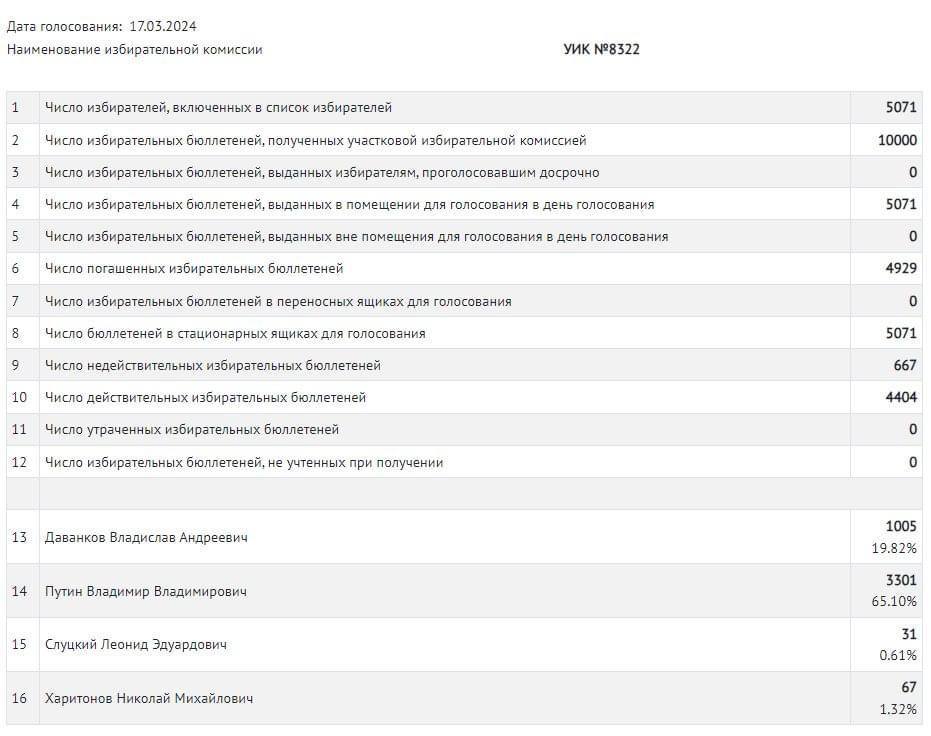 Дата голосования: 17.03.2024
Наименование избирательной комиссии УИК №8322
1 Число избирателей, включенных в список избирателей 5071
2 Число избирательных бюллетеней, полученных участковой избирательной комиссией 10000
3 Число избирательных бюллетеней, выданных избирателям, проголосовавшим досрочно 0
4 Число избирательных бюллетеней, выданных в помещении для голосования в день голосования 5071
5 Число избирательных бюллетеней, выданных вне помещения для голосования в день голосования 0
6 Число погашенных избирательных бюллетеней 4929
7 Число избирательных бюллетеней в переносных ящиках для голосования 0
8 Число бюллетеней в стационарных ящиках для голосования 5071
9 Число недействительных избирательных бюллетеней 667
10 Число действительных избирательных бюллетеней 4404
11 Число утраченных избирательных бюллетеней 0
12 Число избирательных бюллетеней, не учтенных при получении 0
13 Даванков Владислав Андреевич 1005
19.82%
14 Путин Владимир Владимирович 3301
65.10%
15 Слуцкий Леонид Эдуардович 31
0.61%
16 Харитонов Николай Михайлович 67
1.32%